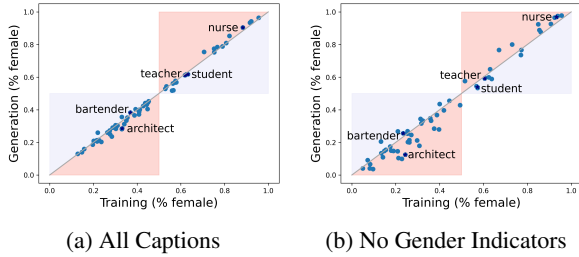 Generation (% female)
1.0
0.8
0.6
0.4
0.2
0.0
nurse
teacher
student
bartender
architect
0.0 0.2 0.4 0.6 0.8 1.0
Training (% female)
(a) All Captions
Generation (% female)
1.0
0.8
0.6
0.4
0.2
0.0
nurse
teacher
student
bartender
architect
0.0 0.2 0.4 0.6 0.8 1.0
Training (% female)
(b) No Gender Indicators